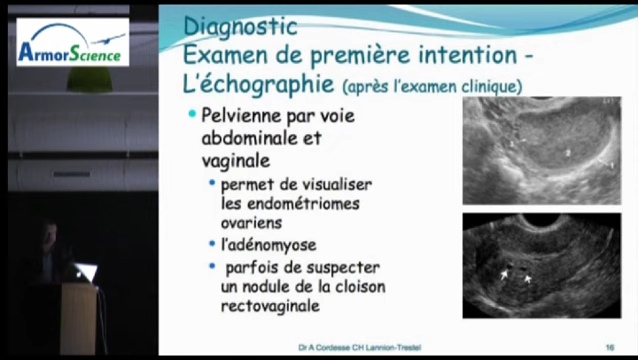 ArmorScience
Diagnostic
Examen de première intention -
L'échographie (après l'examen clinique)
Pelvienne par voie
abdominale et
vaginale
permet de visualiser
les endométriomes
ovariens
l'adénomyose
parfois de suspecter
un nodule de la cloison
rectovaginale
Dr A Cordesse CH Lannion-Trestel
16